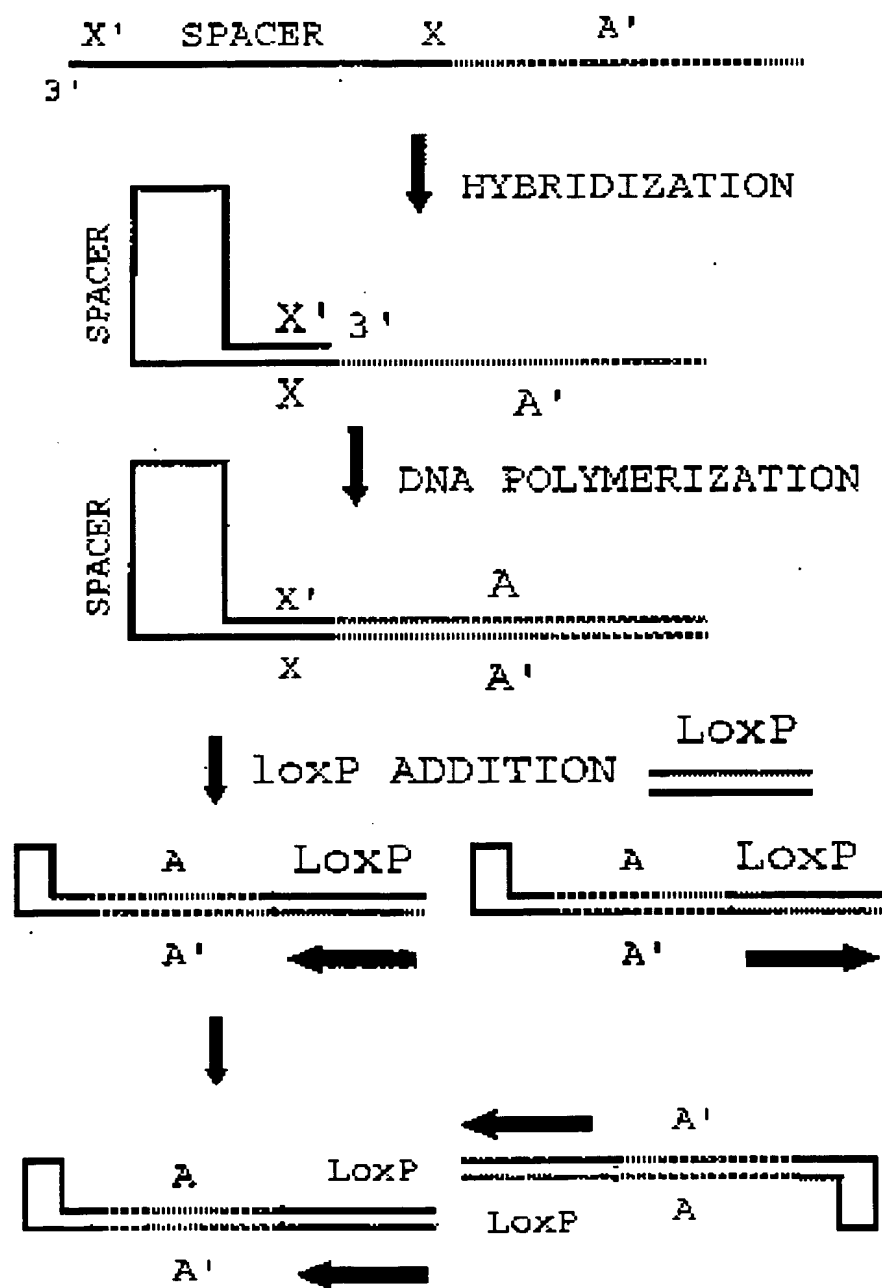 X' SPACER X A'
3'
HYBRIDIZATION
SPACER
X' 3'
X A'
DNA POLYMERIZATION
SPACER
X' A
X A'
LoxP
loxP ADDITION
A LoxP A LoxP
A' A'
A'
A LoxP
LoxP A
A'